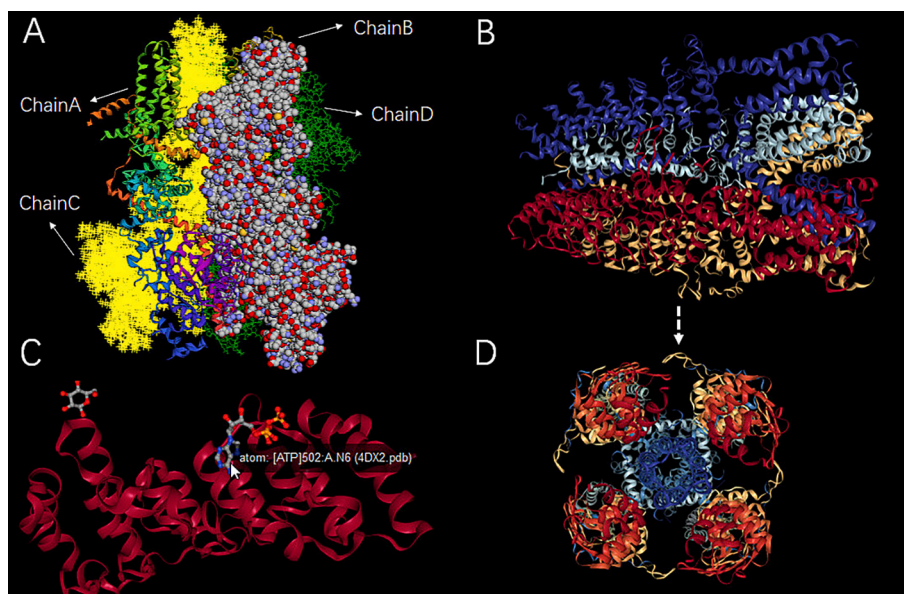 A
ChainB
B
ChainA
ChainD
ChainC
C
atom: [ATP]502:A.N6 (4DX2.pdb)
D